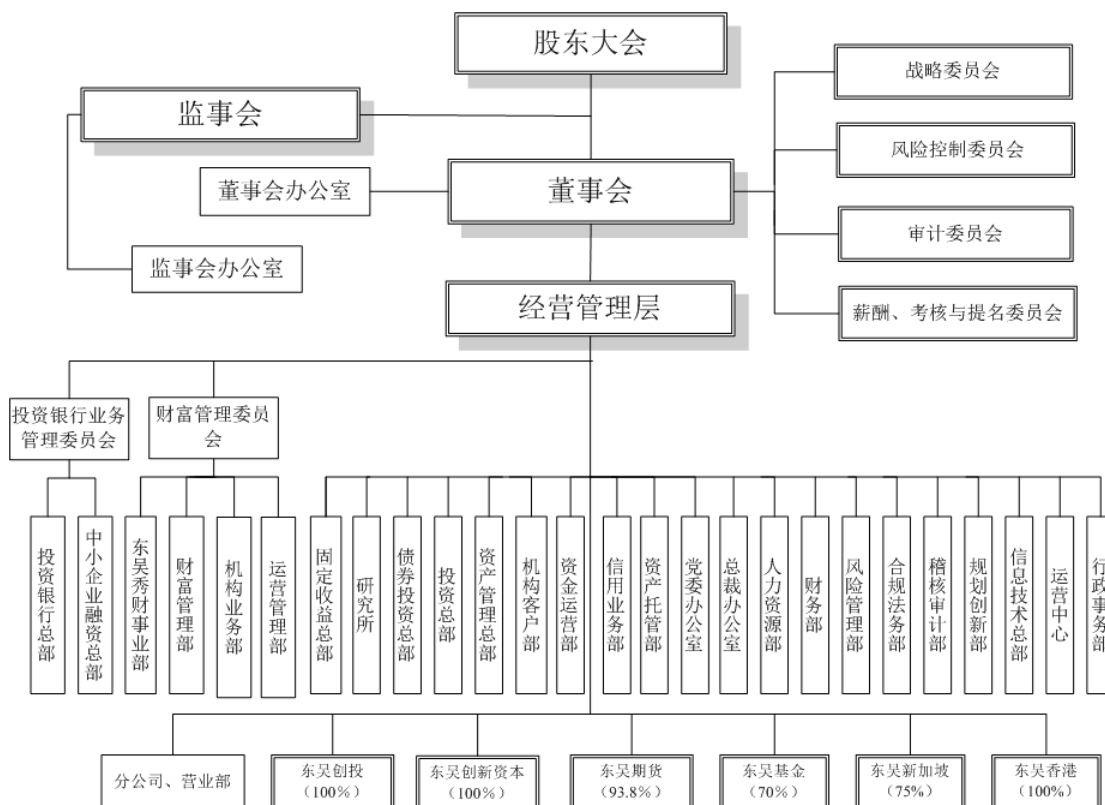 股东大会
监事会
战略委员会
风险控制委员会
董事会办公室
董事会
审计委员会
监事会办公室
经营管理层
薪酬、考核与提名委员会
投资银行业务
管理委员会
财富管理委员
会
投资银行总部
中小企业融资总部
东吴秀财事业部
财富管理部
机构业务部
运营管理部
固定收益总部
研究所
债券投资总部
投资总部
资产管理总部
机构客户部
资金运营部
信用业务部
资产托管部
党委办公室
总裁办公室
人力资源部
财务部
风险管理部
合规法务部
稽核审计部
规划创新部
信息技术总部
运营中心
行政事务部
分公司、营业部
东吴创投
（100%）
东吴创新资本
（100%）
东吴期货
（93.8%）
东吴基金
（70%）
东吴新加坡
（75%）
东吴香港
（100%）